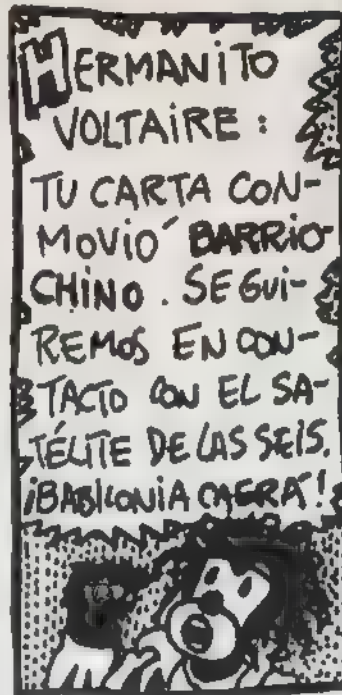 HERMANiTO
VOLTAiRE :
TU CARTA CON-
MOVIÓ BARRiO-
CHINO. SEGUi-
REMOS EN CON-
TACTO CON EL SA-
TÉLITE DE LAS SEIS.
¡BABILONiA CAERÁ!